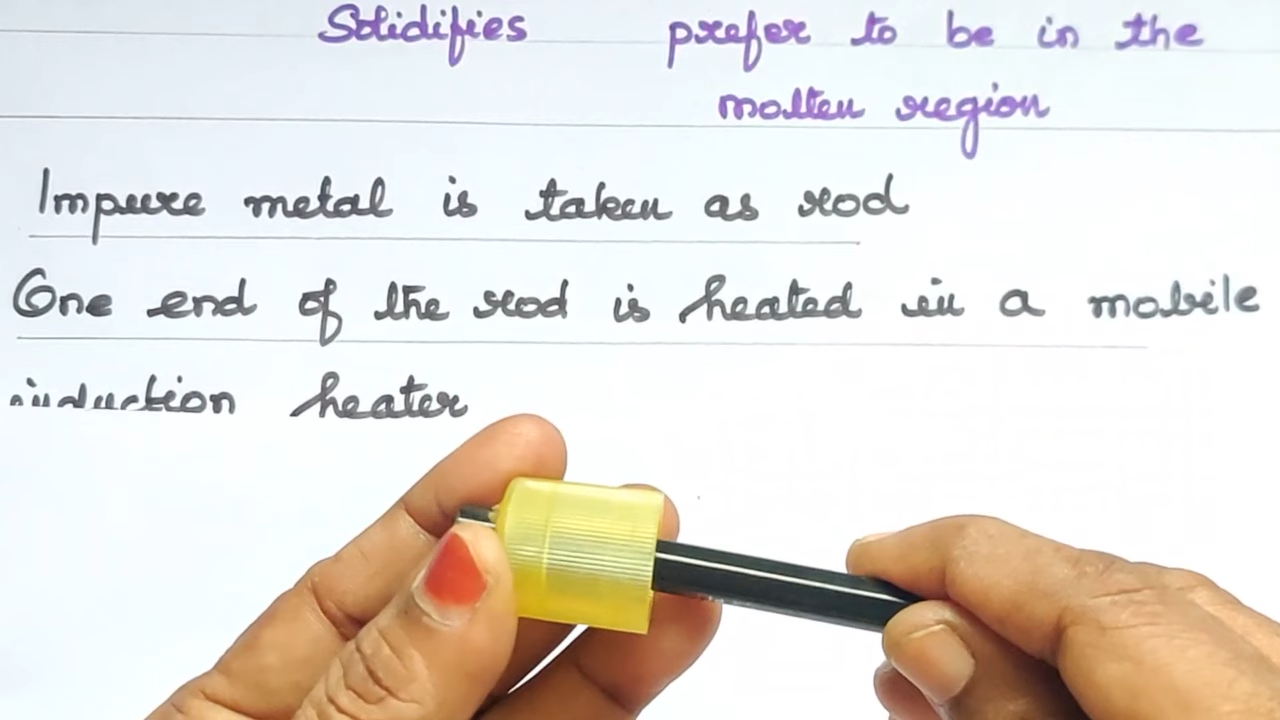 Solidifies prefer to be in the
molten region
Impure metal is taken as rod
One end of the rod is heated in a mobile
induction heater